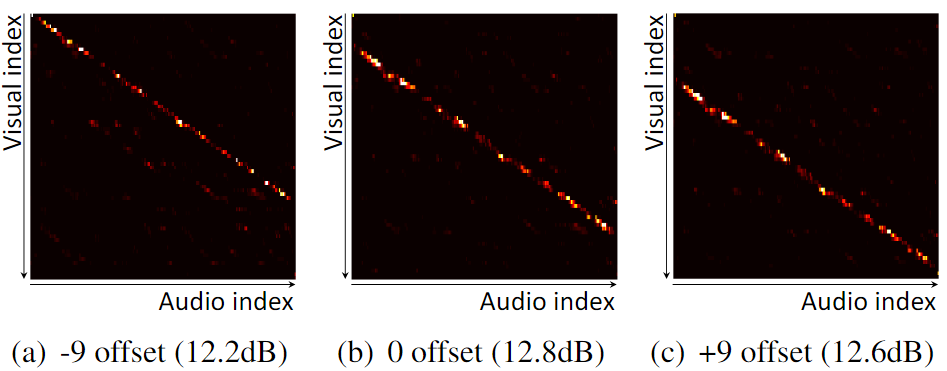 Visual index
Audio index
(a) -9 offset (12.2dB)
Visual index
Audio index
(b) 0 offset (12.8dB)
Visual index
Audio index
(c) +9 offset (12.6dB)